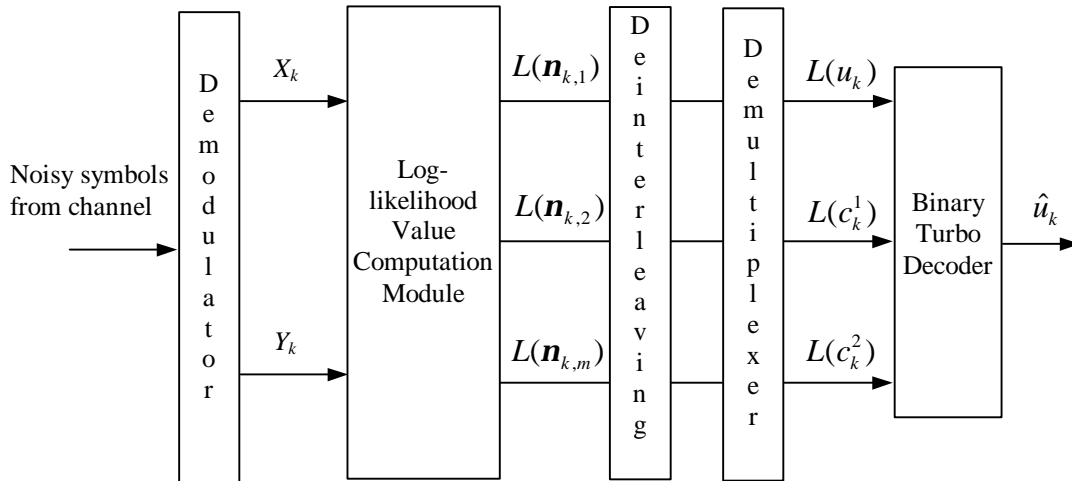 Noisy symbols
from channel
Demodulator
X_k
Y_k
Log-
likelihood
Value
Computation
Module
L(n_{k,1})
L(n_{k,2})
L(n_{k,m})
Deinterleaving
Demultiplexer
L(u_k)
L(c_k^1)
L(c_k^2)
Binary
Turbo
Decoder
û_k